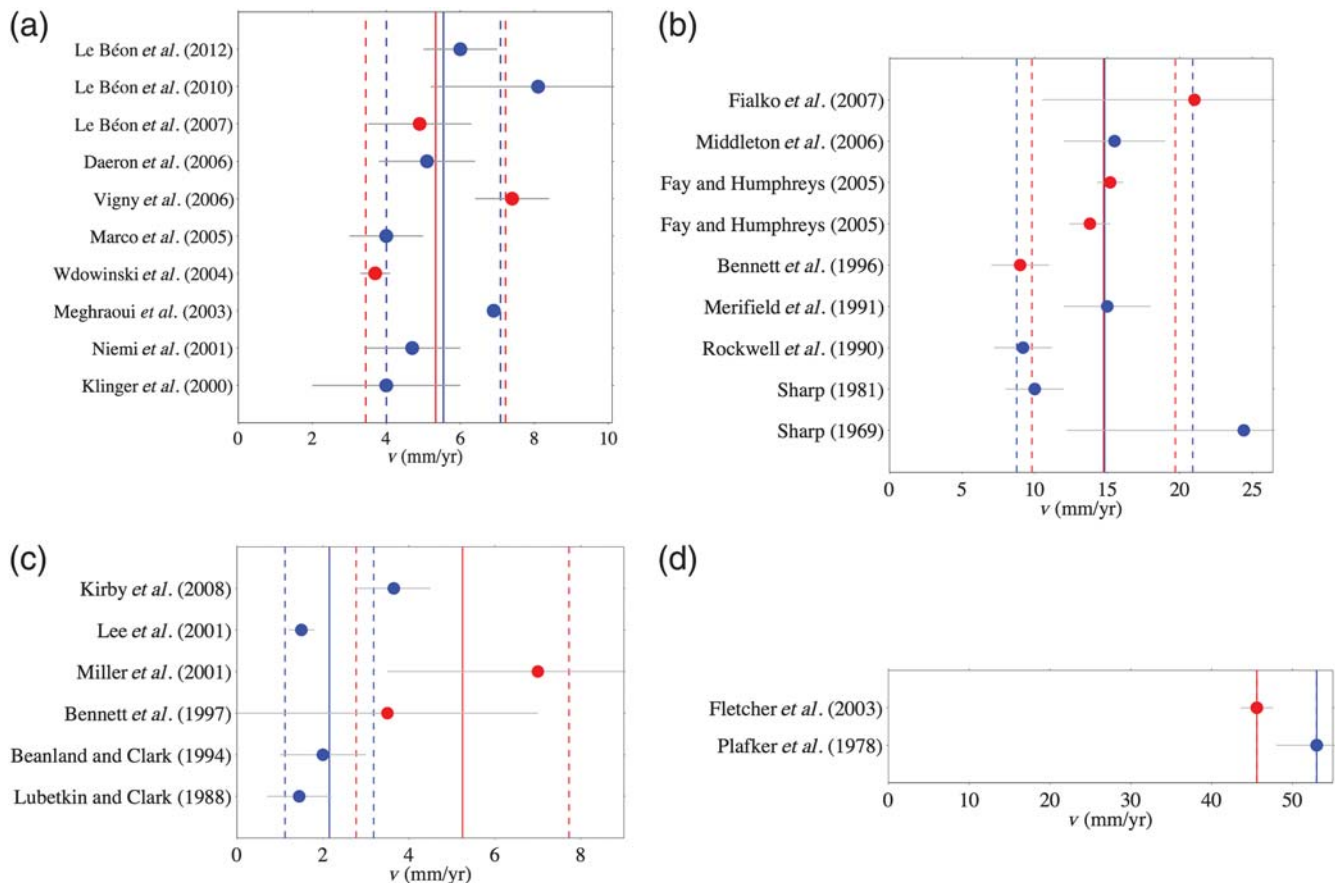 (a)
Le Béon et al. (2012)
Le Béon et al. (2010)
Le Béon et al. (2007)
Daeron et al. (2006)
Vigny et al. (2006)
Marco et al. (2005)
Wdowinski et al. (2004)
Meghraoui et al. (2003)
Niemi et al. (2001)
Klinger et al. (2000)
0 2 4 6 8 10
v (mm/yr)
(b)
Fialko et al. (2007)
Middleton et al. (2006)
Fay and Humphreys (2005)
Fay and Humphreys (2005)
Bennett et al. (1996)
Merifield et al. (1991)
Rockwell et al. (1990)
Sharp (1981)
Sharp (1969)
0 5 10 15 20 25
v (mm/yr)
(c)
Kirby et al. (2008)
Lee et al. (2001)
Miller et al. (2001)
Bennett et al. (1997)
Beanland and Clark (1994)
Lubetkin and Clark (1988)
0 2 4 6 8
v (mm/yr)
(d)
Fletcher et al. (2003)
Plafker et al. (1978)
0 10 20 30 40 50
v (mm/yr)